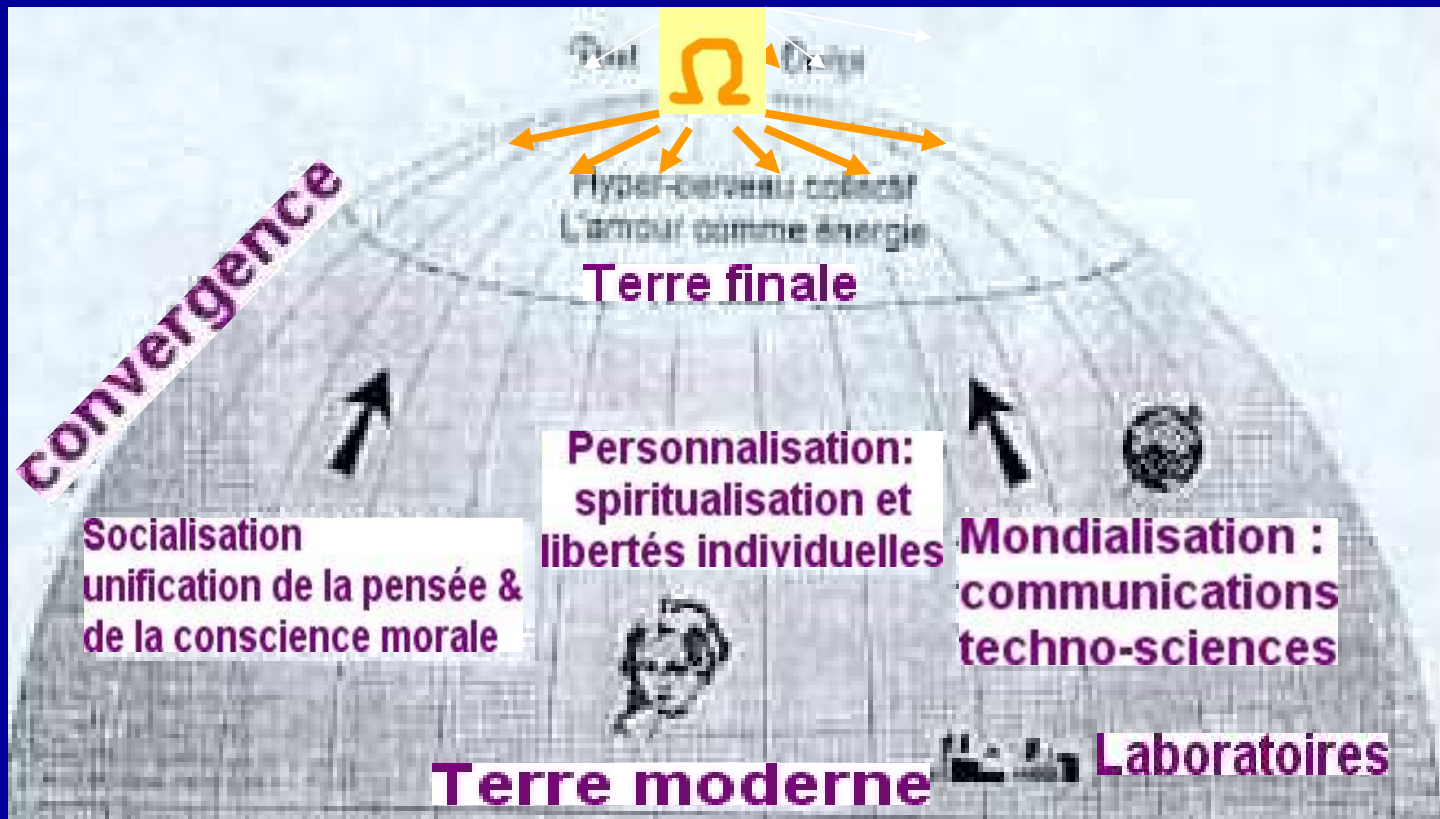 Ω
Hyper-cerveau collectif
L'amour comme énergie
Terre finale
convergence
Personnalisation:
spiritualisation et
libertés individuelles
Socialisation
unification de la pensée &
de la conscience morale
Mondialisation :
communications
techno-sciences
Laboratoires
Terre moderne